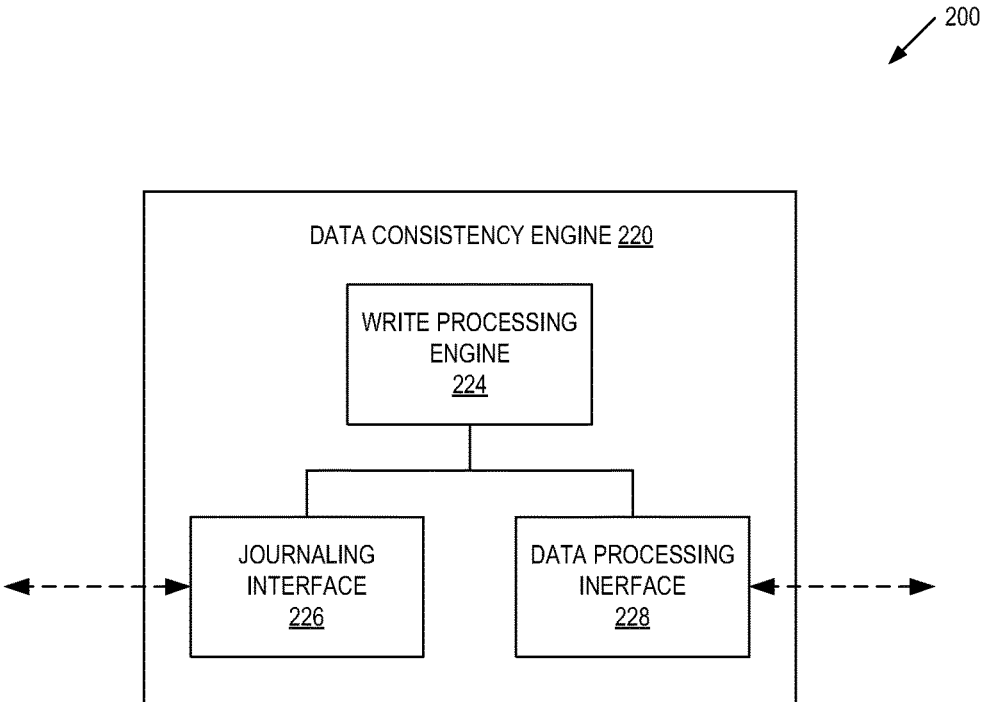 200
DATA CONSISTENCY ENGINE 220
WRITE PROCESSING
ENGINE
224
JOURNALING
INTERFACE
226
DATA PROCESSING
INERFACE
228